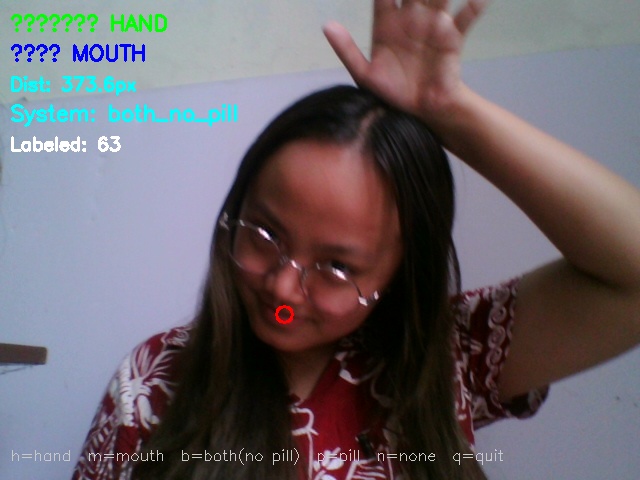 ??????? HAND
???? MOUTH
Dist: 373.6px
System: both_no_pill
Labeled: 63
h=hand m=mouth b=both(no pill) p=pill n=none q=quit